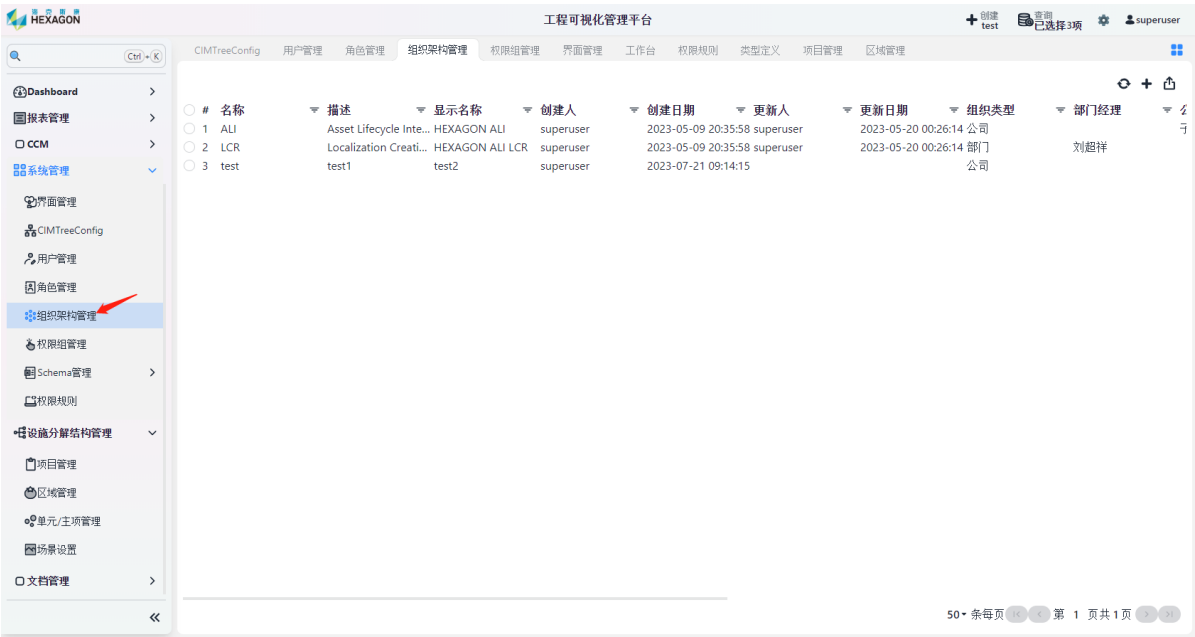 海克斯康
HEXAGON
工程可视化管理平台
创建
test
查询
已选择3项
superuser
Ctrl + K
CIMTreeConfig 用户管理 角色管理 组织架构管理 权限组管理 界面管理 工作台 权限规则 类型定义 项目管理 区域管理
Dashboard
报表管理
CCM
系统管理
界面管理
CIMTreeConfig
用户管理
角色管理
组织架构管理
权限组管理
Schema管理
权限规则
设施分解结构管理
项目管理
区域管理
单元/主项管理
场景设置
文档管理
# 名称 描述 显示名称 创建人 创建日期 更新人 更新日期 组织类型 部门经理
1 ALI Asset Lifecycle Inte... HEXAGON ALI superuser 2023-05-09 20:35:58 superuser 2023-05-20 00:26:14 公司
2 LCR Localization Creati... HEXAGON ALI LCR superuser 2023-05-09 20:35:58 superuser 2023-05-20 00:26:14 部门 刘超祥
3 test test1 test2 superuser 2023-07-21 09:14:15 公司
50 条每页 第 1 页共1页